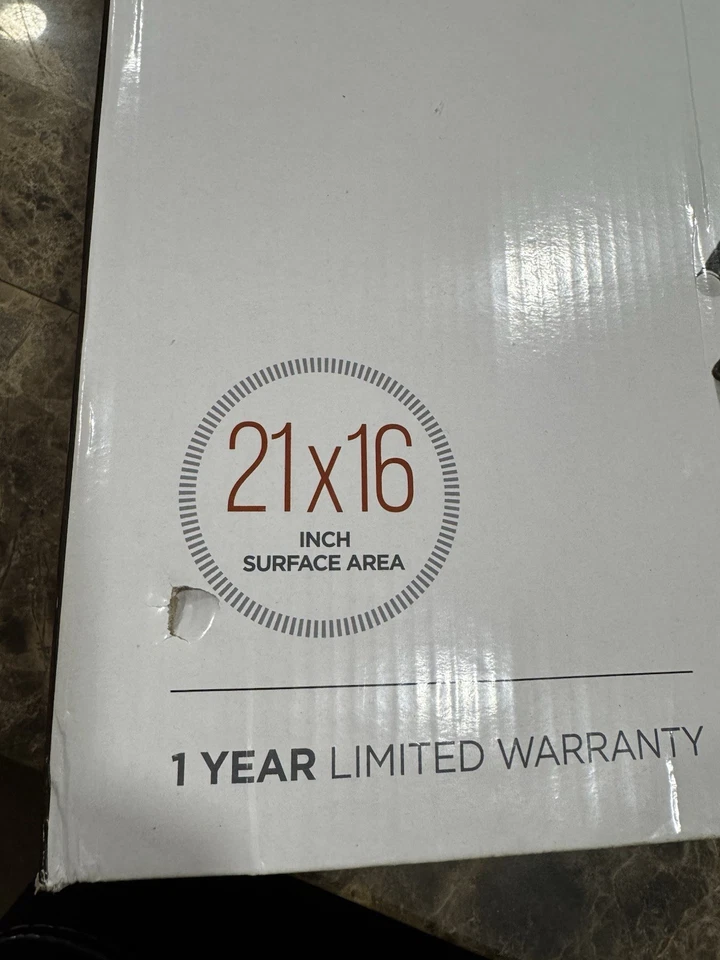 21x16
INCH
SURFACE AREA
1 YEAR LIMITED WARRANTY